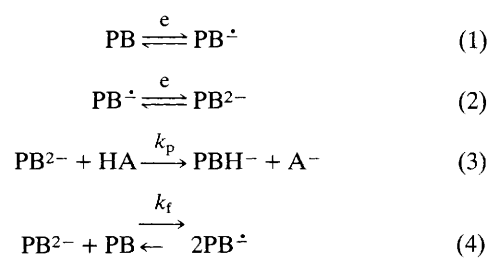 PB ⇌ PB∸ (1)
e
PB∸ ⇌ PB²⁻ (2)
e
PB²⁻ + HA → PBH⁻ + A⁻ (3)
kp
PB²⁻ + PB ⇄ 2PB∸ (4)
kf